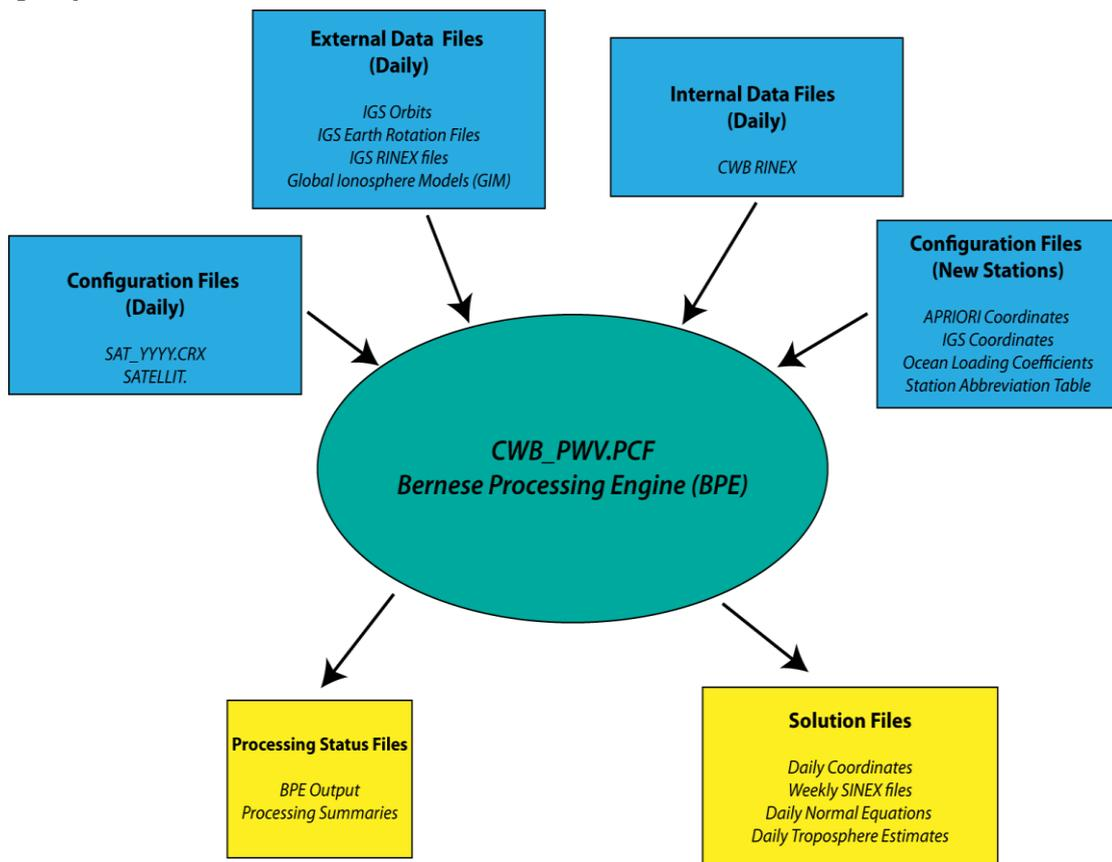 External Data Files
(Daily)
IGS Orbits
IGS Earth Rotation Files
IGS RINEX files
Global Ionosphere Models (GIM)
Internal Data Files
(Daily)
CWB RINEX
Configuration Files
(Daily)
SAT_YYYY.CRX
SATELLIT.
Configuration Files
(New Stations)
APRIORI Coordinates
IGS Coordinates
Ocean Loading Coefficients
Station Abbreviation Table
CWB_PWV.PCF
Bernese Processing Engine (BPE)
Processing Status Files
BPE Output
Processing Summaries
Solution Files
Daily Coordinates
Weekly SINEX files
Daily Normal Equations
Daily Troposphere Estimates